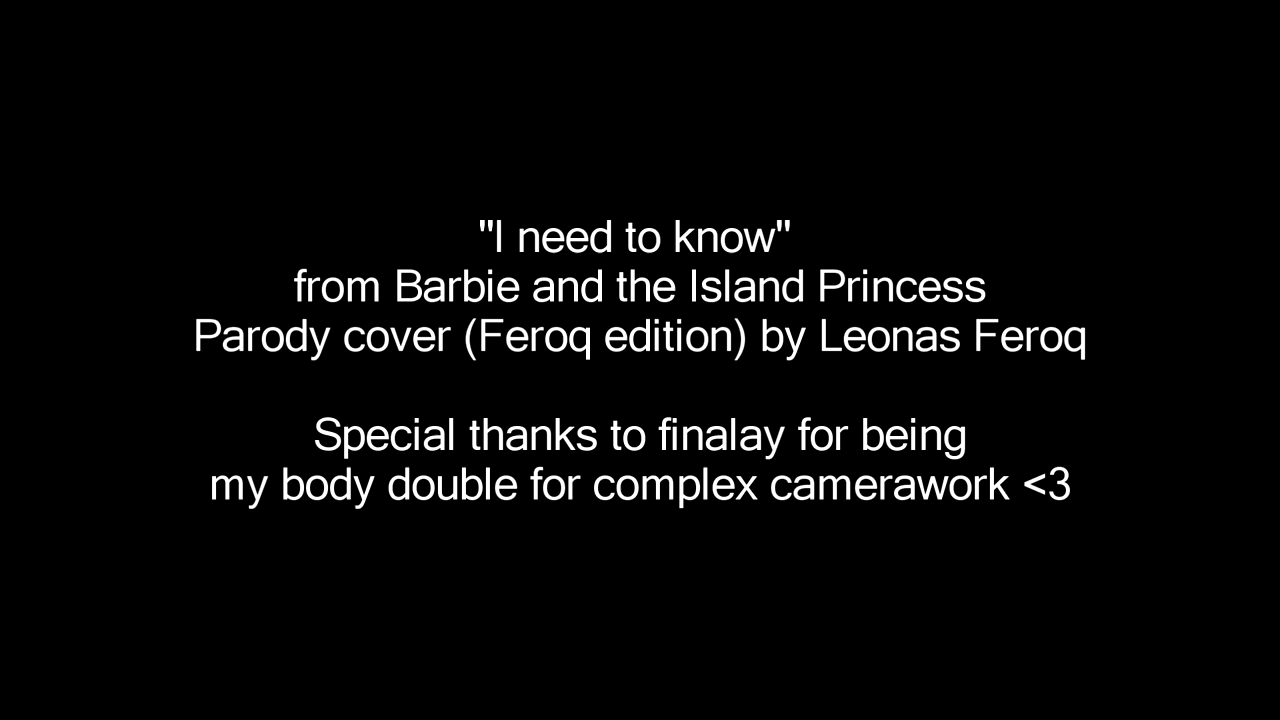 "I need to know"
from Barbie and the Island Princess
Parody cover (Feroq edition) by Leonas Feroq
Special thanks to finalay for being
my body double for complex camerawork <3